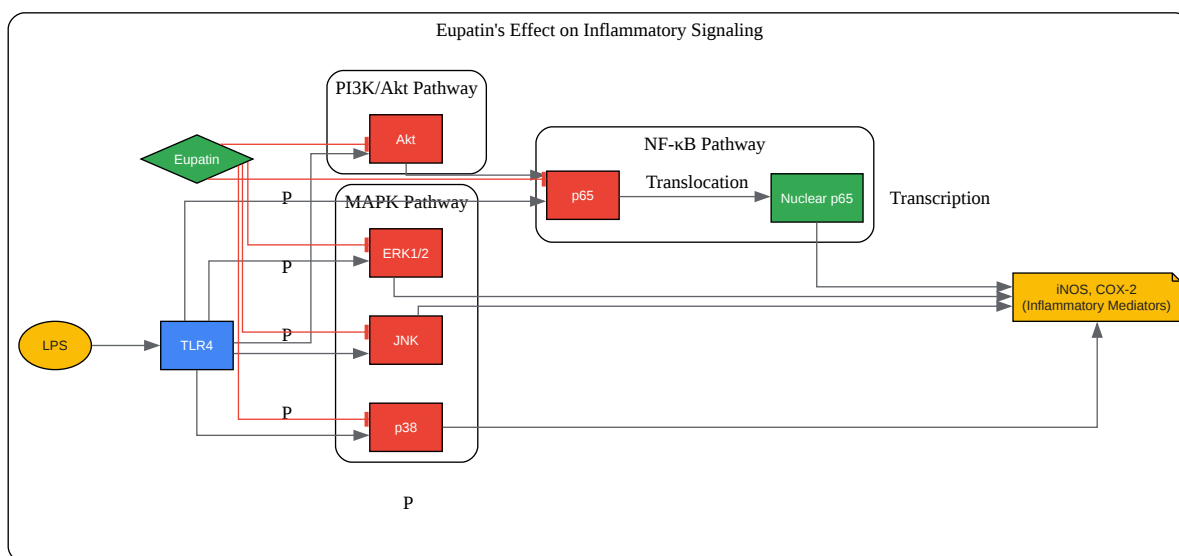 Eupatin's Effect on Inflammatory Signaling
PI3K/Akt Pathway
Akt
NF-κB Pathway
Eupatin
Translocation
p65
Nuclear p65
Transcription
P
MAPK Pathway
ERK1/2
P
iNOS, COX-2
(Inflammatory Mediators)
LPS
TLR4
P
JNK
P
p38
P